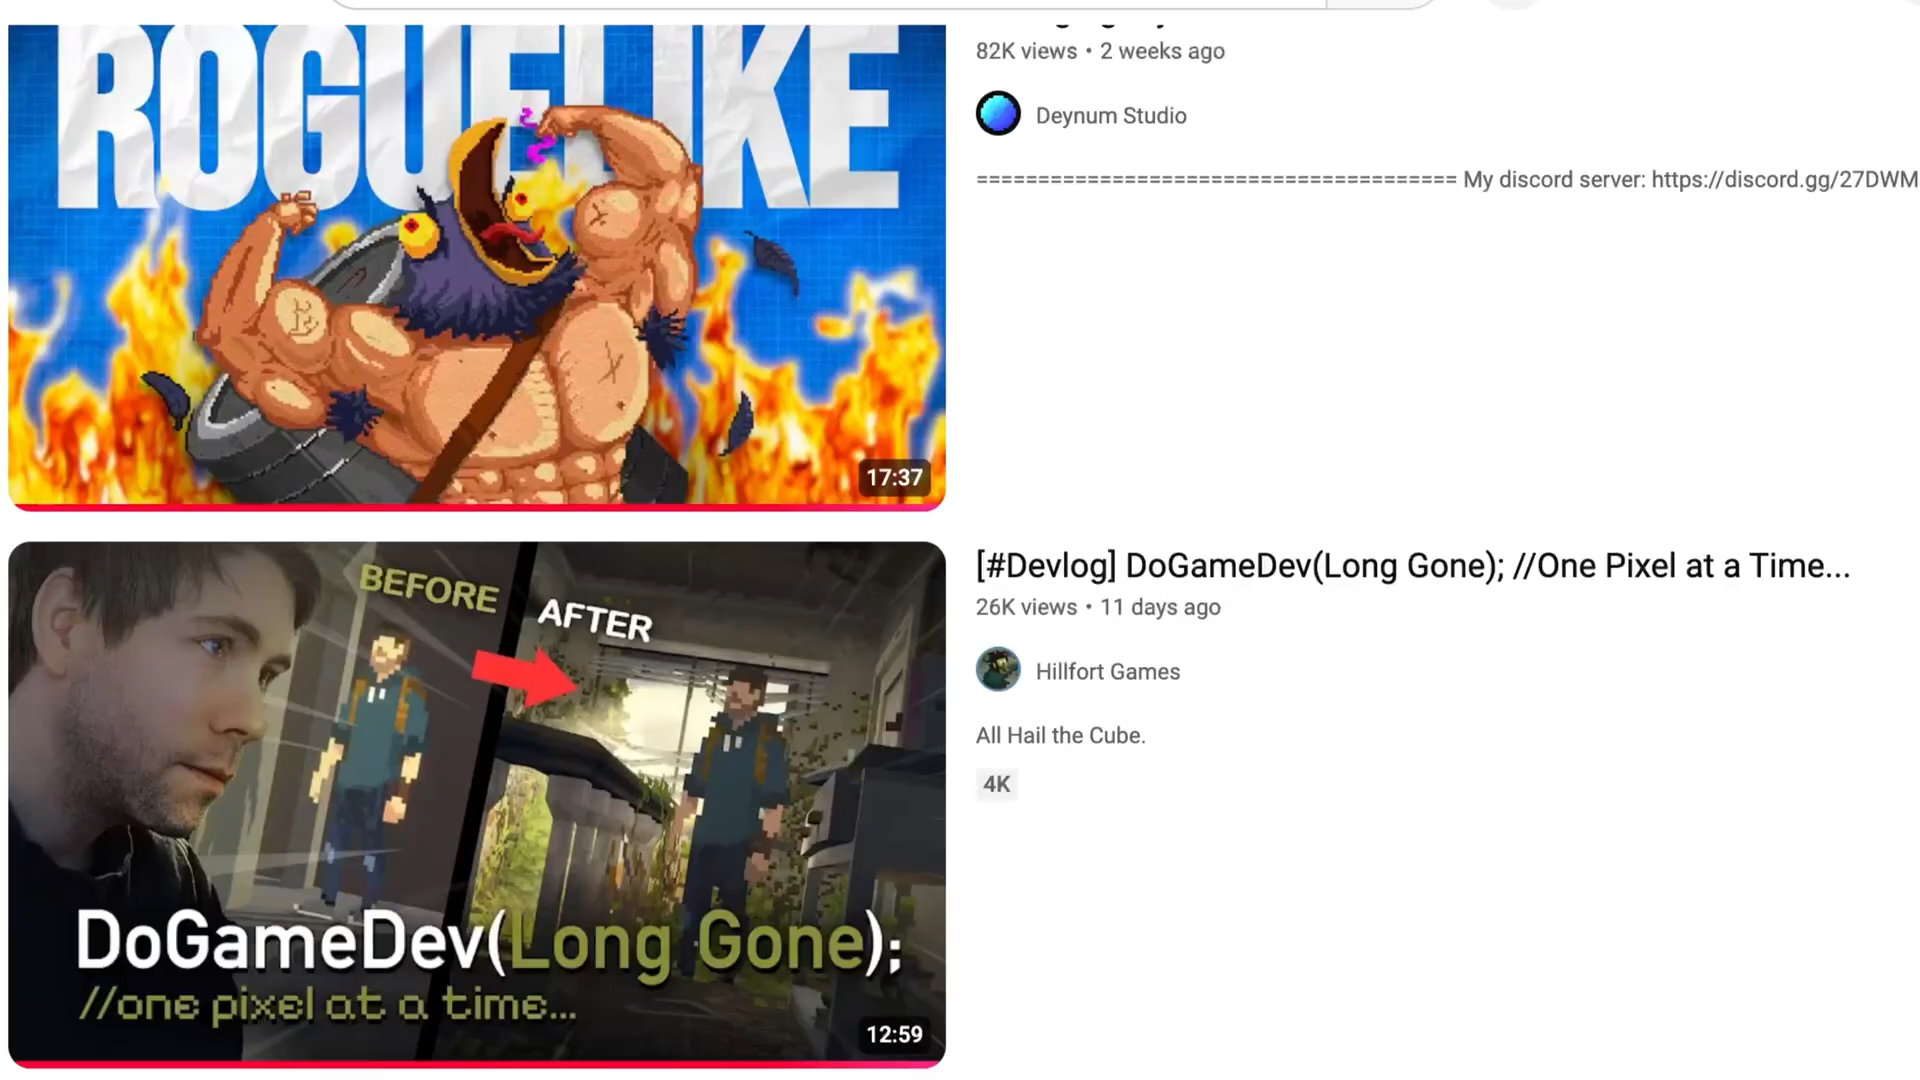 ROGUELIKE
17:37
82K views • 2 weeks ago
Deynum Studio
======================================= My discord server: https://discord.gg/27DWM
BEFORE
AFTER
DoGameDev(Long Gone);
//one pixel at a time...
12:59
[#Devlog] DoGameDev(Long Gone); //One Pixel at a Time...
26K views • 11 days ago
Hillfort Games
All Hail the Cube.
4K